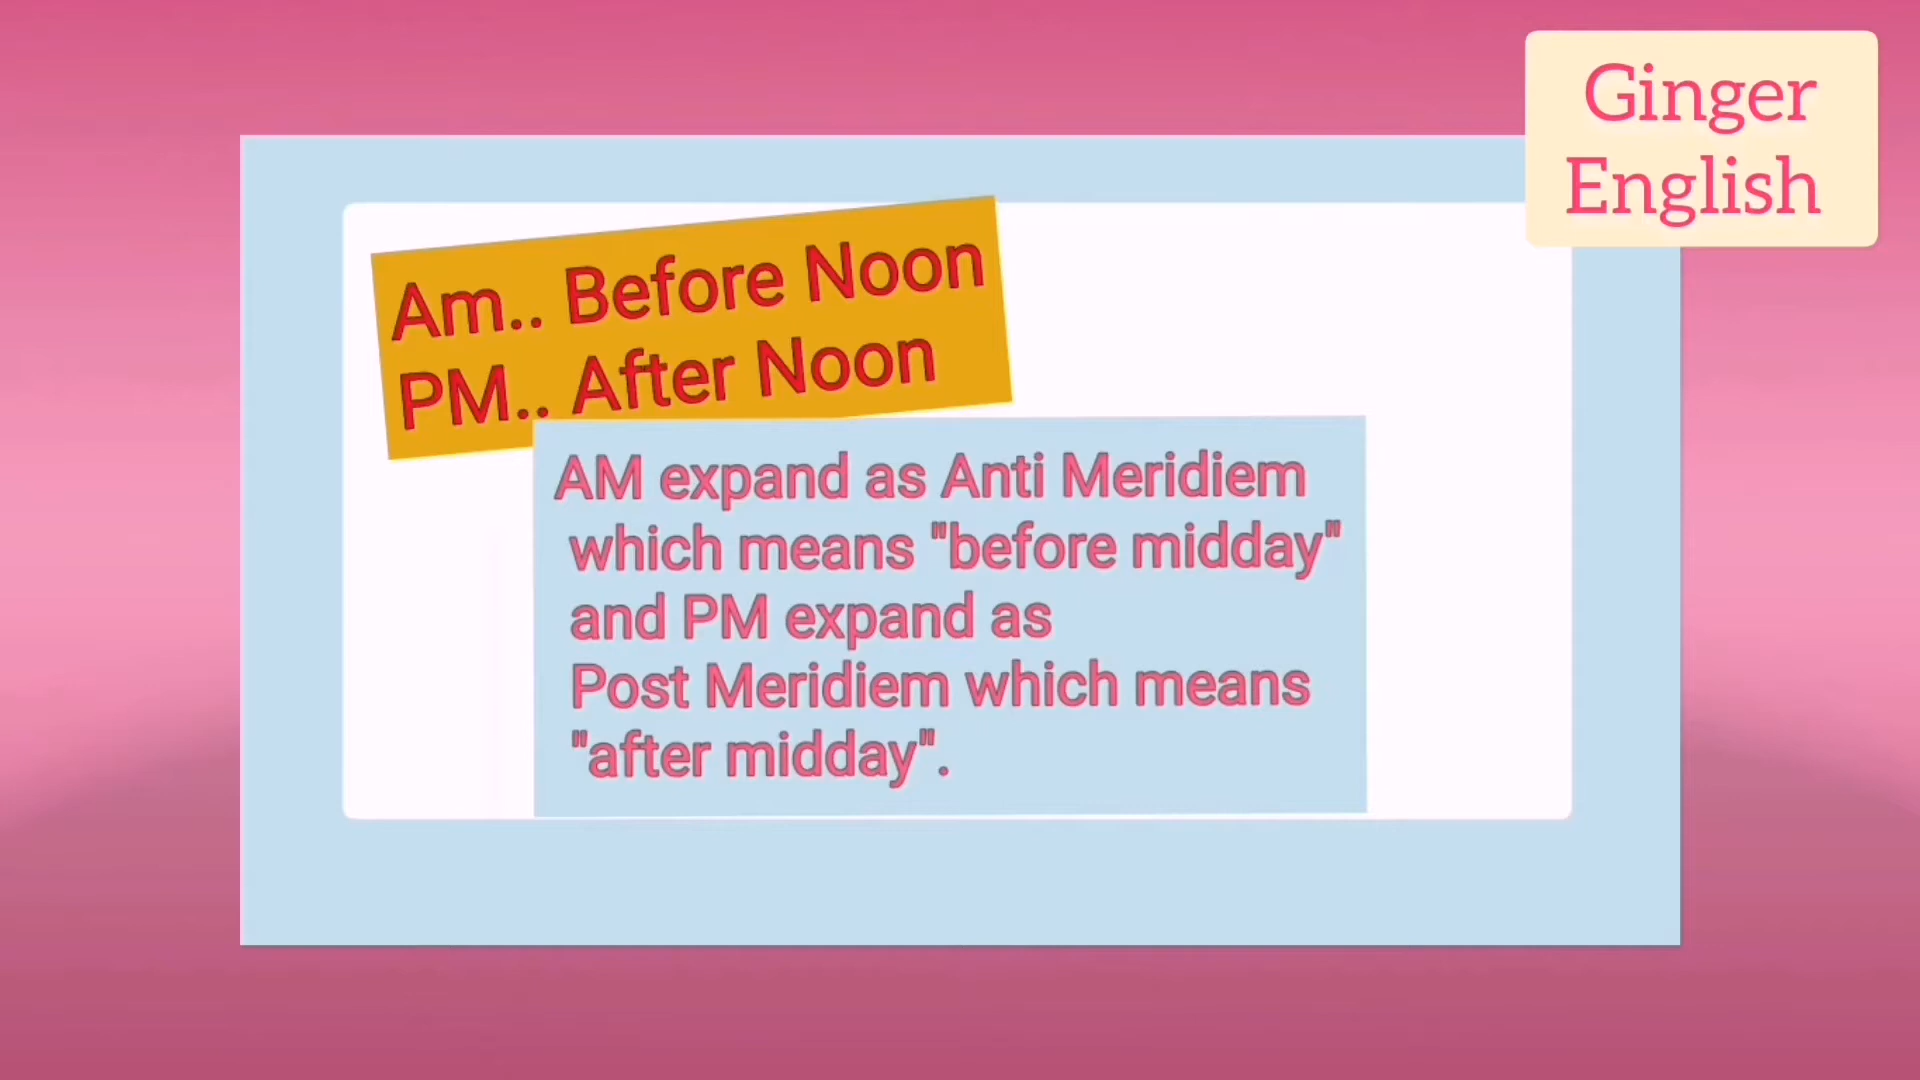 Ginger
English
Am.. Before Noon
PM.. After Noon
AM expand as Anti Meridiem
which means "before midday"
and PM expand as
Post Meridiem which means
"after midday".